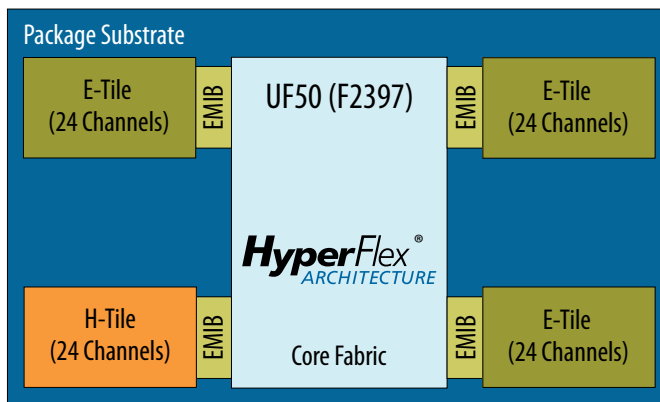 Package Substrate
E-Tile
(24 Channels)
EMIB
UF50 (F2397)
EMIB
E-Tile
(24 Channels)
HyperFlex®
ARCHITECTURE
H-Tile
(24 Channels)
EMIB
Core Fabric
EMIB
E-Tile
(24 Channels)